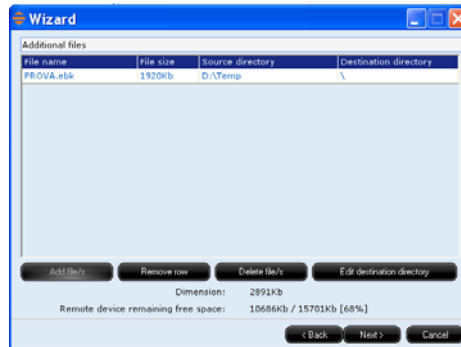 Wizard
Additional files
File name File size Source directory Destination directory
PROVA.ebk 1920Kb D:\Temp \
Add file/s Remove row Delete file/s Edit destination directory
Dimension: 2891Kb
Remote device remaining free space: 10686Kb / 15701Kb [68%]
< Back Next > Cancel